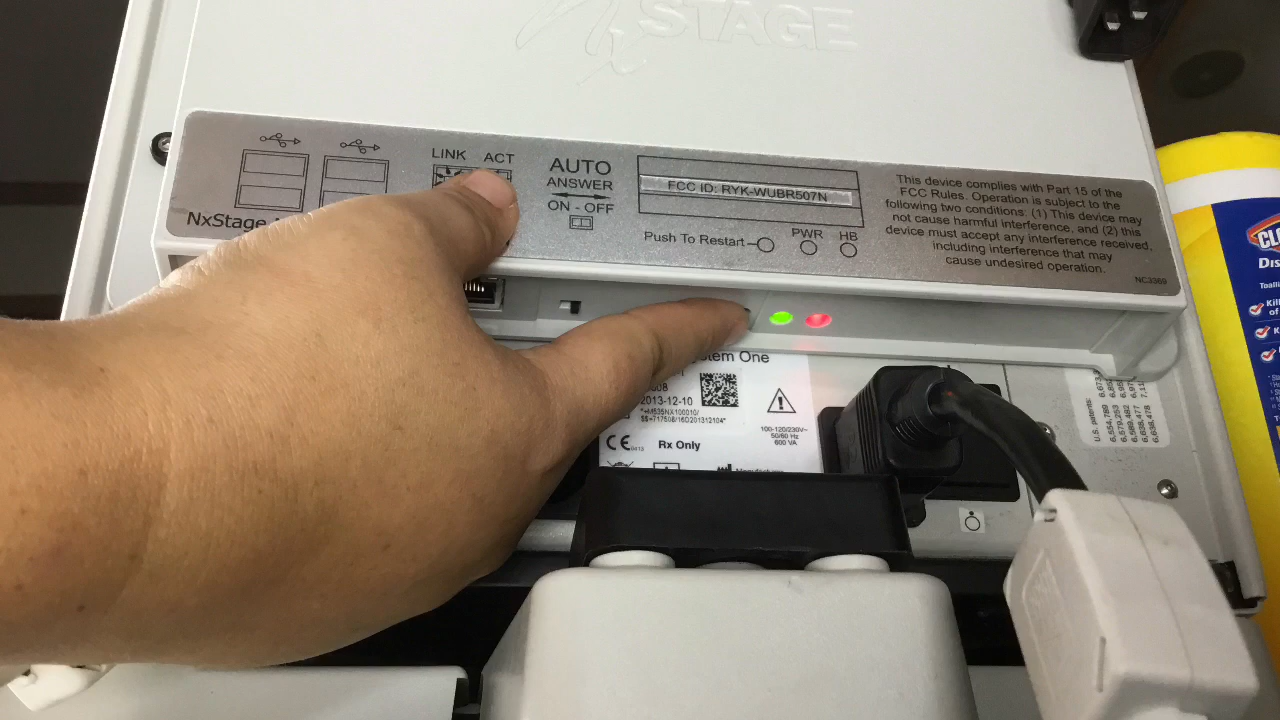 STAGE
LINK ACT
AUTO
ANSWER
ON - OFF
FCC ID: RYK-WUBR507N
Push To Restart
PWR
HB
This device complies with Part 15 of the
FCC Rules. Operation is subject to the
following two conditions: (1) This device may
not cause harmful interference, and (2) this
device must accept any interference received,
including interference that may
cause undesired operation.
NC3369
NxStage
One
2013-12-10
100-120/230V~
50/60 Hz
600 VA
CE
Rx Only
U.S. patents:
CLO
Dis